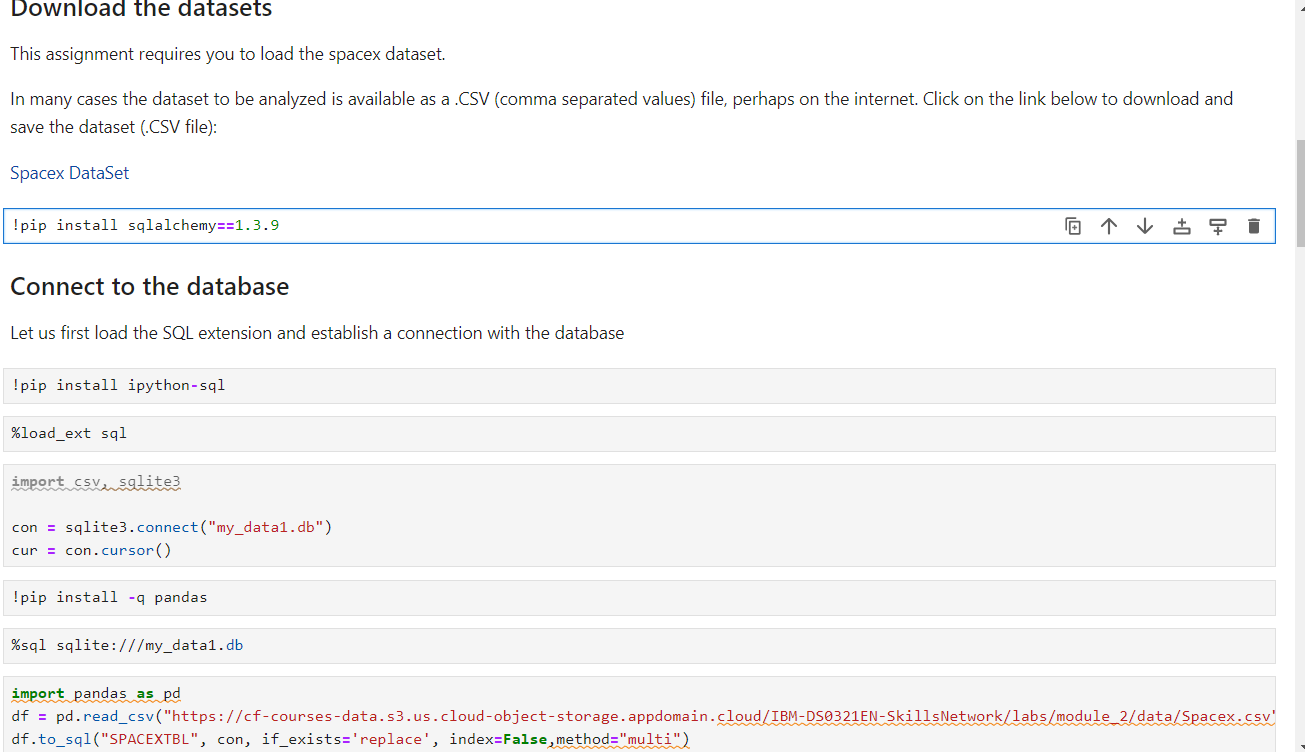 Download the datasets
This assignment requires you to load the spacex dataset.
In many cases the dataset to be analyzed is available as a .CSV (comma separated values) file, perhaps on the internet. Click on the link below to download and
save the dataset (.CSV file):
Spacex DataSet
!pip install sqlalchemy==1.3.9
Connect to the database
Let us first load the SQL extension and establish a connection with the database
!pip install ipython-sql
%load_ext sql
import csv, sqlite3
con = sqlite3.connect("my_data1.db")
cur = con.cursor()
!pip install -q pandas
%sql sqlite:///my_data1.db
import pandas as pd
df = pd.read_csv("https://cf-courses-data.s3.us.cloud-object-storage.appdomain.cloud/IBM-DS0321EN-SkillsNetwork/labs/module_2/data/Spacex.csv"
df.to_sql("SPACEXTBL", con, if_exists='replace', index=False,method="multi")